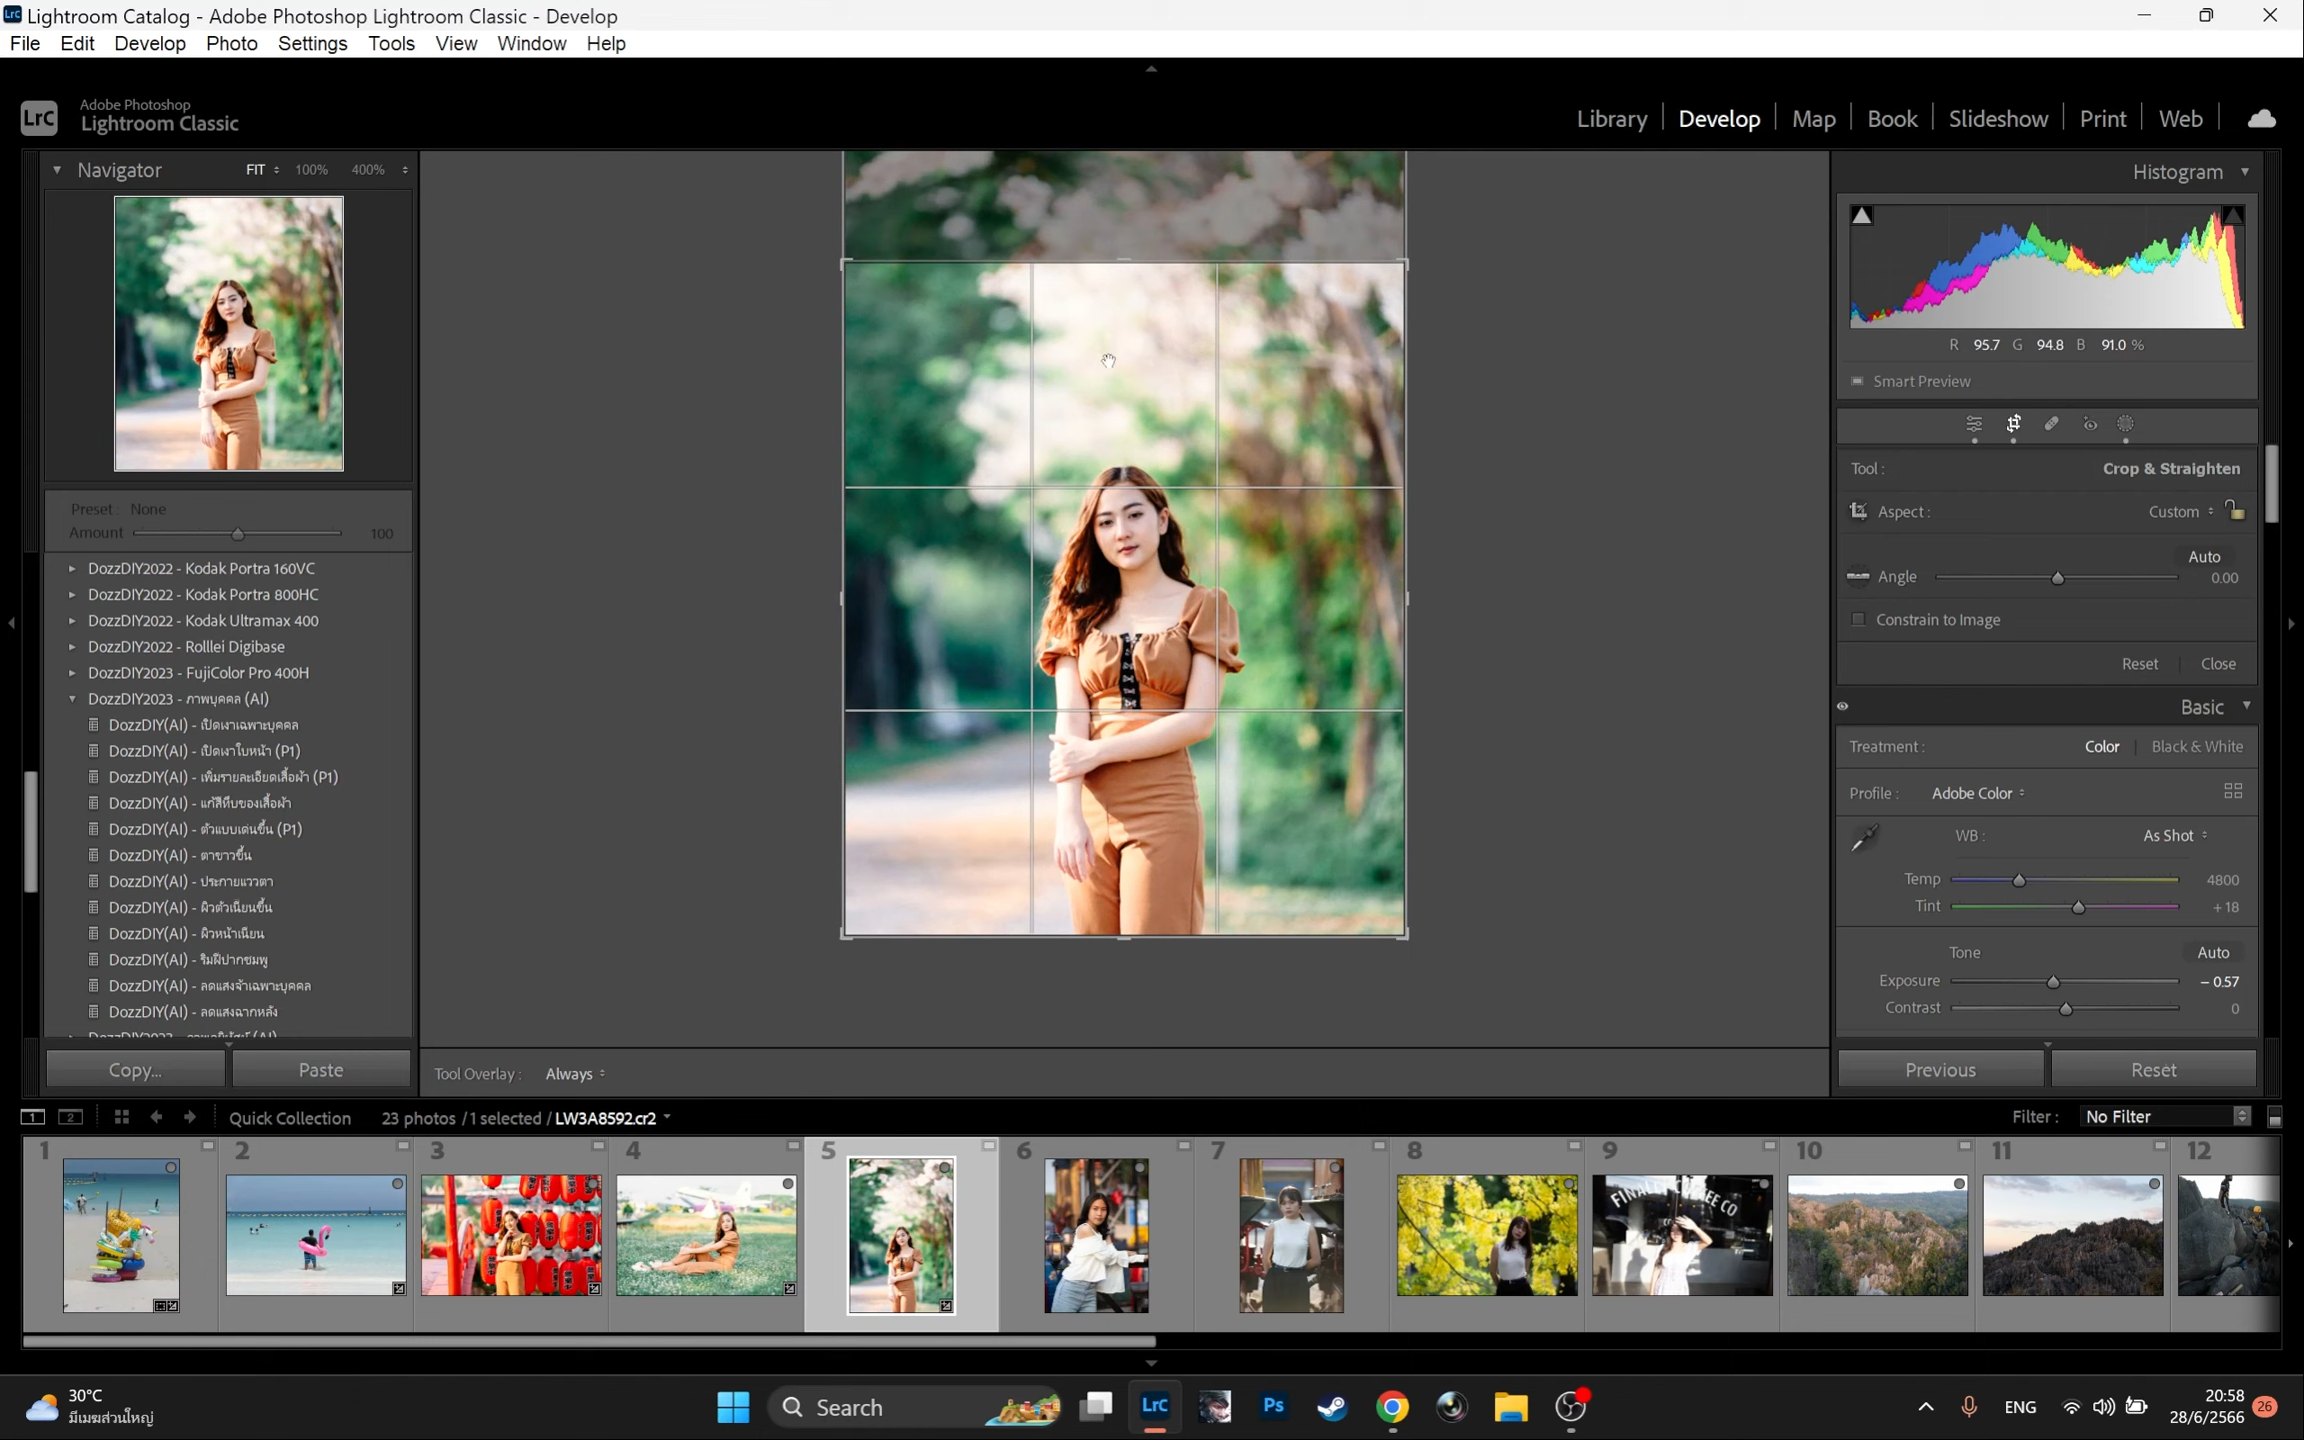 Lightroom Catalog - Adobe Photoshop Lightroom Classic - Develop
File Edit Develop Photo Settings Tools View Window Help
LrC
Adobe Photoshop
Lightroom Classic
Library Develop Map Book Slideshow Print Web
Navigator FIT 100% 400%
Preset: None
Amount 100
DozzDIY2022 - Kodak Portra 160VC
DozzDIY2022 - Kodak Portra 800HC
DozzDIY2022 - Kodak Ultramax 400
DozzDIY2022 - Rolllei Digibase
DozzDIY2023 - FujiColor Pro 400H
DozzDIY2023 - ภาพบุคคล (AI)
DozzDIY(AI) - เปิดเงาเฉพาะบุคคล
DozzDIY(AI) - เปิดเงาใบหน้า (P1)
DozzDIY(AI) - เพิ่มรายละเอียดเสื้อผ้า (P1)
DozzDIY(AI) - แก้สีทึบของเสื้อผ้า
DozzDIY(AI) - ตัวแบบเด่นขึ้น (P1)
DozzDIY(AI) - ตาขาวขึ้น
DozzDIY(AI) - ประกายแววตา
DozzDIY(AI) - ผิวตัวเนียนขึ้น
DozzDIY(AI) - ผิวหน้าเนียน
DozzDIY(AI) - ริมฝีปากชมพู
DozzDIY(AI) - ลดแสงจ้าเฉพาะบุคคล
DozzDIY(AI) - ลดแสงฉากหลัง
Copy... Paste
Tool Overlay : Always
Histogram
R 95.7 G 94.8 B 91.0 %
Smart Preview
Tool : Crop & Straighten
Aspect : Custom
Auto
Angle 0.00
Constrain to Image
Reset Close
Basic
Treatment : Color Black & White
Profile : Adobe Color
WB : As Shot
Temp 4800
Tint + 18
Tone Auto
Exposure – 0.57
Contrast 0
Previous Reset
1 2 Quick Collection 23 photos / 1 selected / LW3A8592.cr2 Filter : No Filter
1 2 3 4 5 6 7 8 9 10 11 12
30°C
มีเมฆส่วนใหญ่
Search
LrC
Ps
ENG
20:58
28/6/2566
26